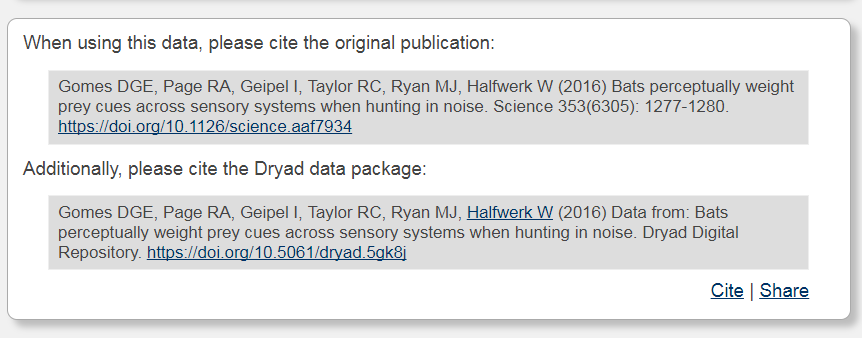 When using this data, please cite the original publication:
Gomes DGE, Page RA, Geipel I, Taylor RC, Ryan MJ, Halfwerk W (2016) Bats perceptually weight
prey cues across sensory systems when hunting in noise. Science 353(6305): 1277-1280.
https://doi.org/10.1126/science.aaf7934
Additionally, please cite the Dryad data package:
Gomes DGE, Page RA, Geipel I, Taylor RC, Ryan MJ, Halfwerk W (2016) Data from: Bats
perceptually weight prey cues across sensory systems when hunting in noise. Dryad Digital
Repository. https://doi.org/10.5061/dryad.5gk8j
Cite | Share